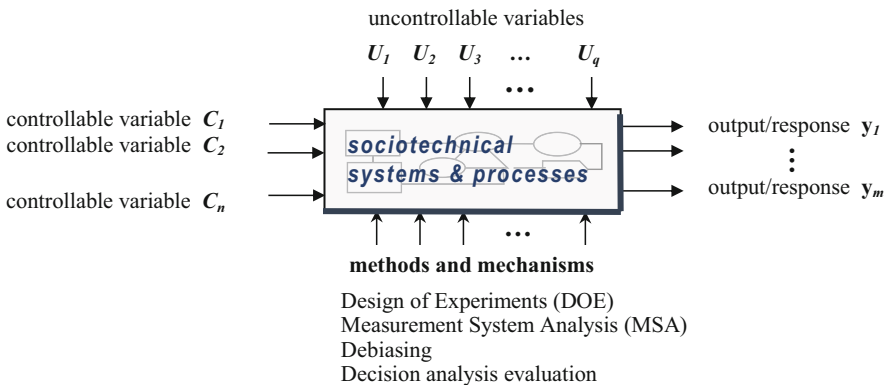 uncontrollable variables
U1 U2 U3 ... Uq
...
controllable variable C1
controllable variable C2
controllable variable Cn
sociotechnical
systems & processes
output/response y1
output/response ym
...
methods and mechanisms
Design of Experiments (DOE)
Measurement System Analysis (MSA)
Debiasing
Decision analysis evaluation